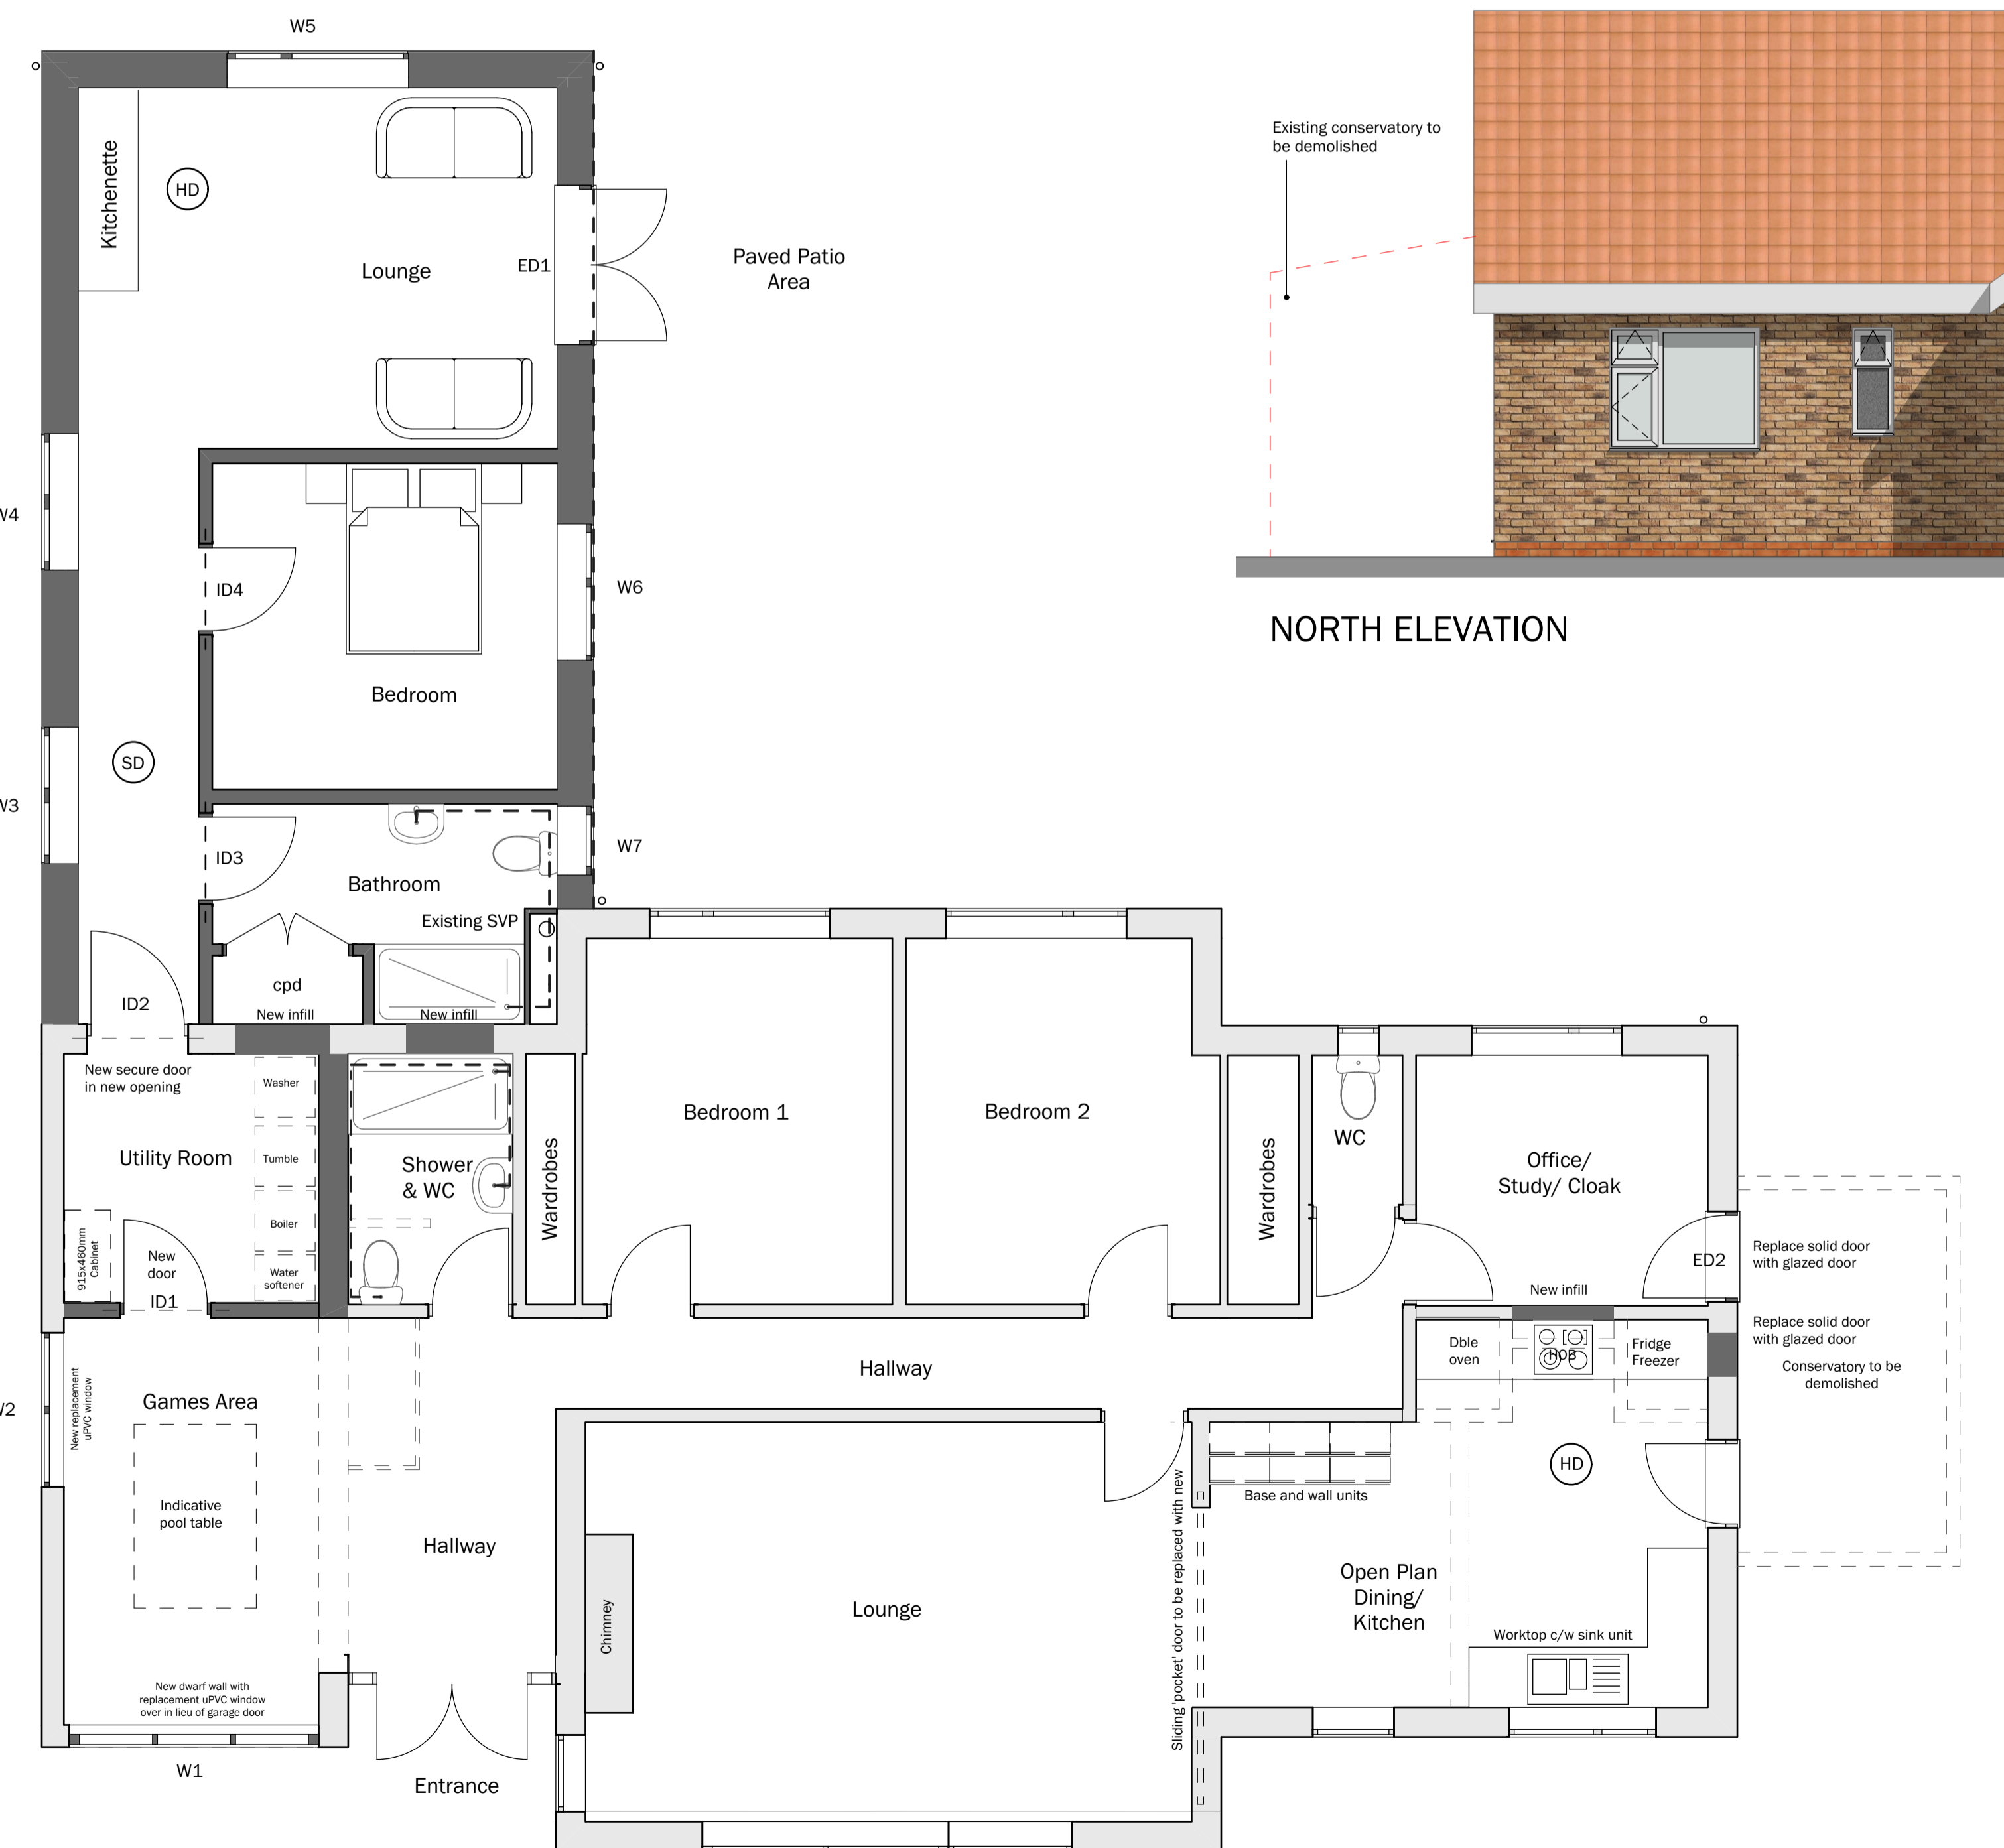 W5
Existing conservatory to
be demolished
Kitchenette
HD
Lounge
ED1
Paved Patio
Area
NORTH ELEVATION
W4
ID4
W6
Bedroom
SD
W3
ID3
W7
Bathroom
Existing SVP
cpd
ID2
New infill
New infill
New secure door
in new opening
Washer
Utility Room
Tumble
Boiler
Water
softener
915x460mm
Cabinet
New
door
ID1
Shower
& WC
Wardrobes
Bedroom 1
Bedroom 2
Wardrobes
WC
Office/
Study/ Cloak
ED2
Replace solid door
with glazed door
New infill
Replace solid door
with glazed door
Conservatory to be
demolished
Dble
oven
HOB
Fridge
Freezer
Hallway
W2
New replacement
uPVC window
Games Area
Indicative
pool table
HD
Base and wall units
Hallway
Chimney
Lounge
Sliding 'pocket' door to be replaced with new
Open Plan
Dining/
Kitchen
Worktop c/w sink unit
New dwarf wall with
replacement uPVC window
over in lieu of garage door
W1
Entrance